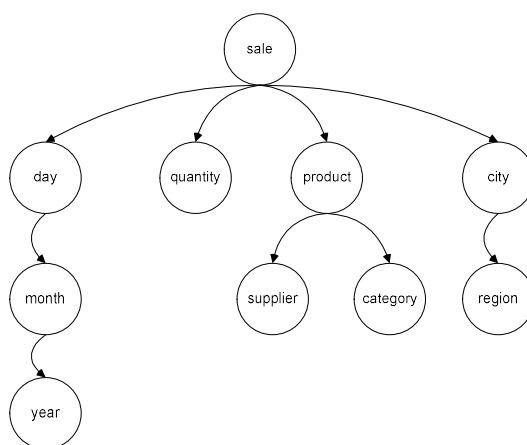 sale
day
quantity
product
city
month
supplier
category
region
year